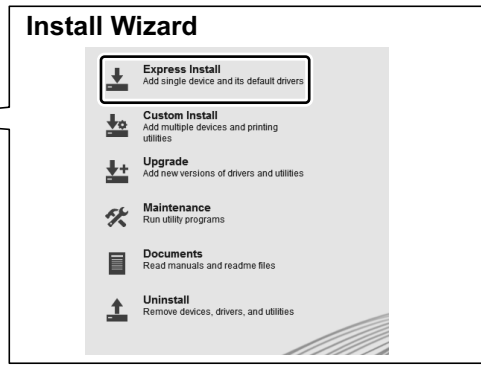 Install Wizard
Express Install
Add single device and its default drivers
Custom Install
Add multiple devices and printing
utilities
Upgrade
Add new versions of drivers and utilities
Maintenance
Run utility programs
Documents
Read manuals and readme files
Uninstall
Remove devices, drivers, and utilities